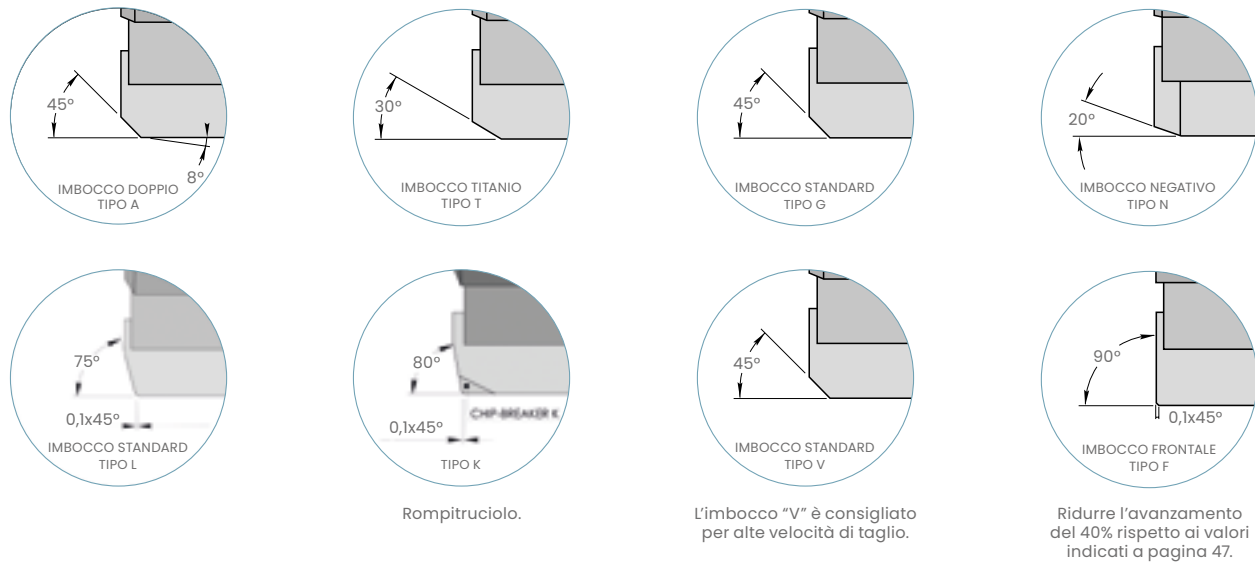 45°
8°
IMBOCCO DOPPIO
TIPO A
30°
IMBOCCO TITANIO
TIPO T
45°
IMBOCCO STANDARD
TIPO G
20°
IMBOCCO NEGATIVO
TIPO N
75°
0,1x45°
IMBOCCO STANDARD
TIPO L
80°
CHIP-BREAKER K
0,1x45°
TIPO K
Rompitruciolo.
45°
IMBOCCO STANDARD
TIPO V
L’imbocco “V” è consigliato
per alte velocità di taglio.
90°
0,1x45°
IMBOCCO FRONTALE
TIPO F
Ridurre l’avanzamento
del 40% rispetto ai valori
indicati a pagina 47.